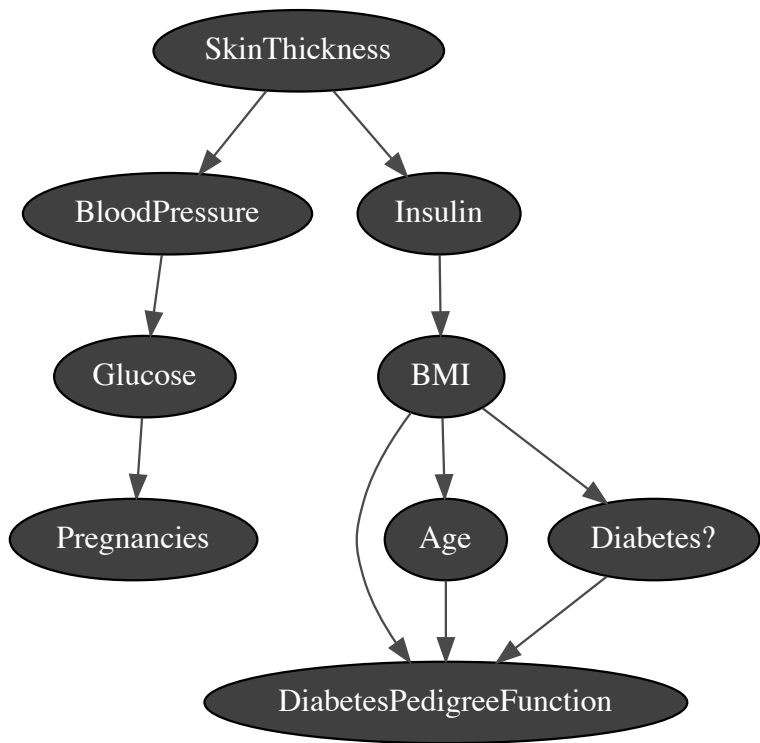 SkinThickness
BloodPressure
Insulin
Glucose
BMI
Pregnancies
Age
Diabetes?
DiabetesPedigreeFunction